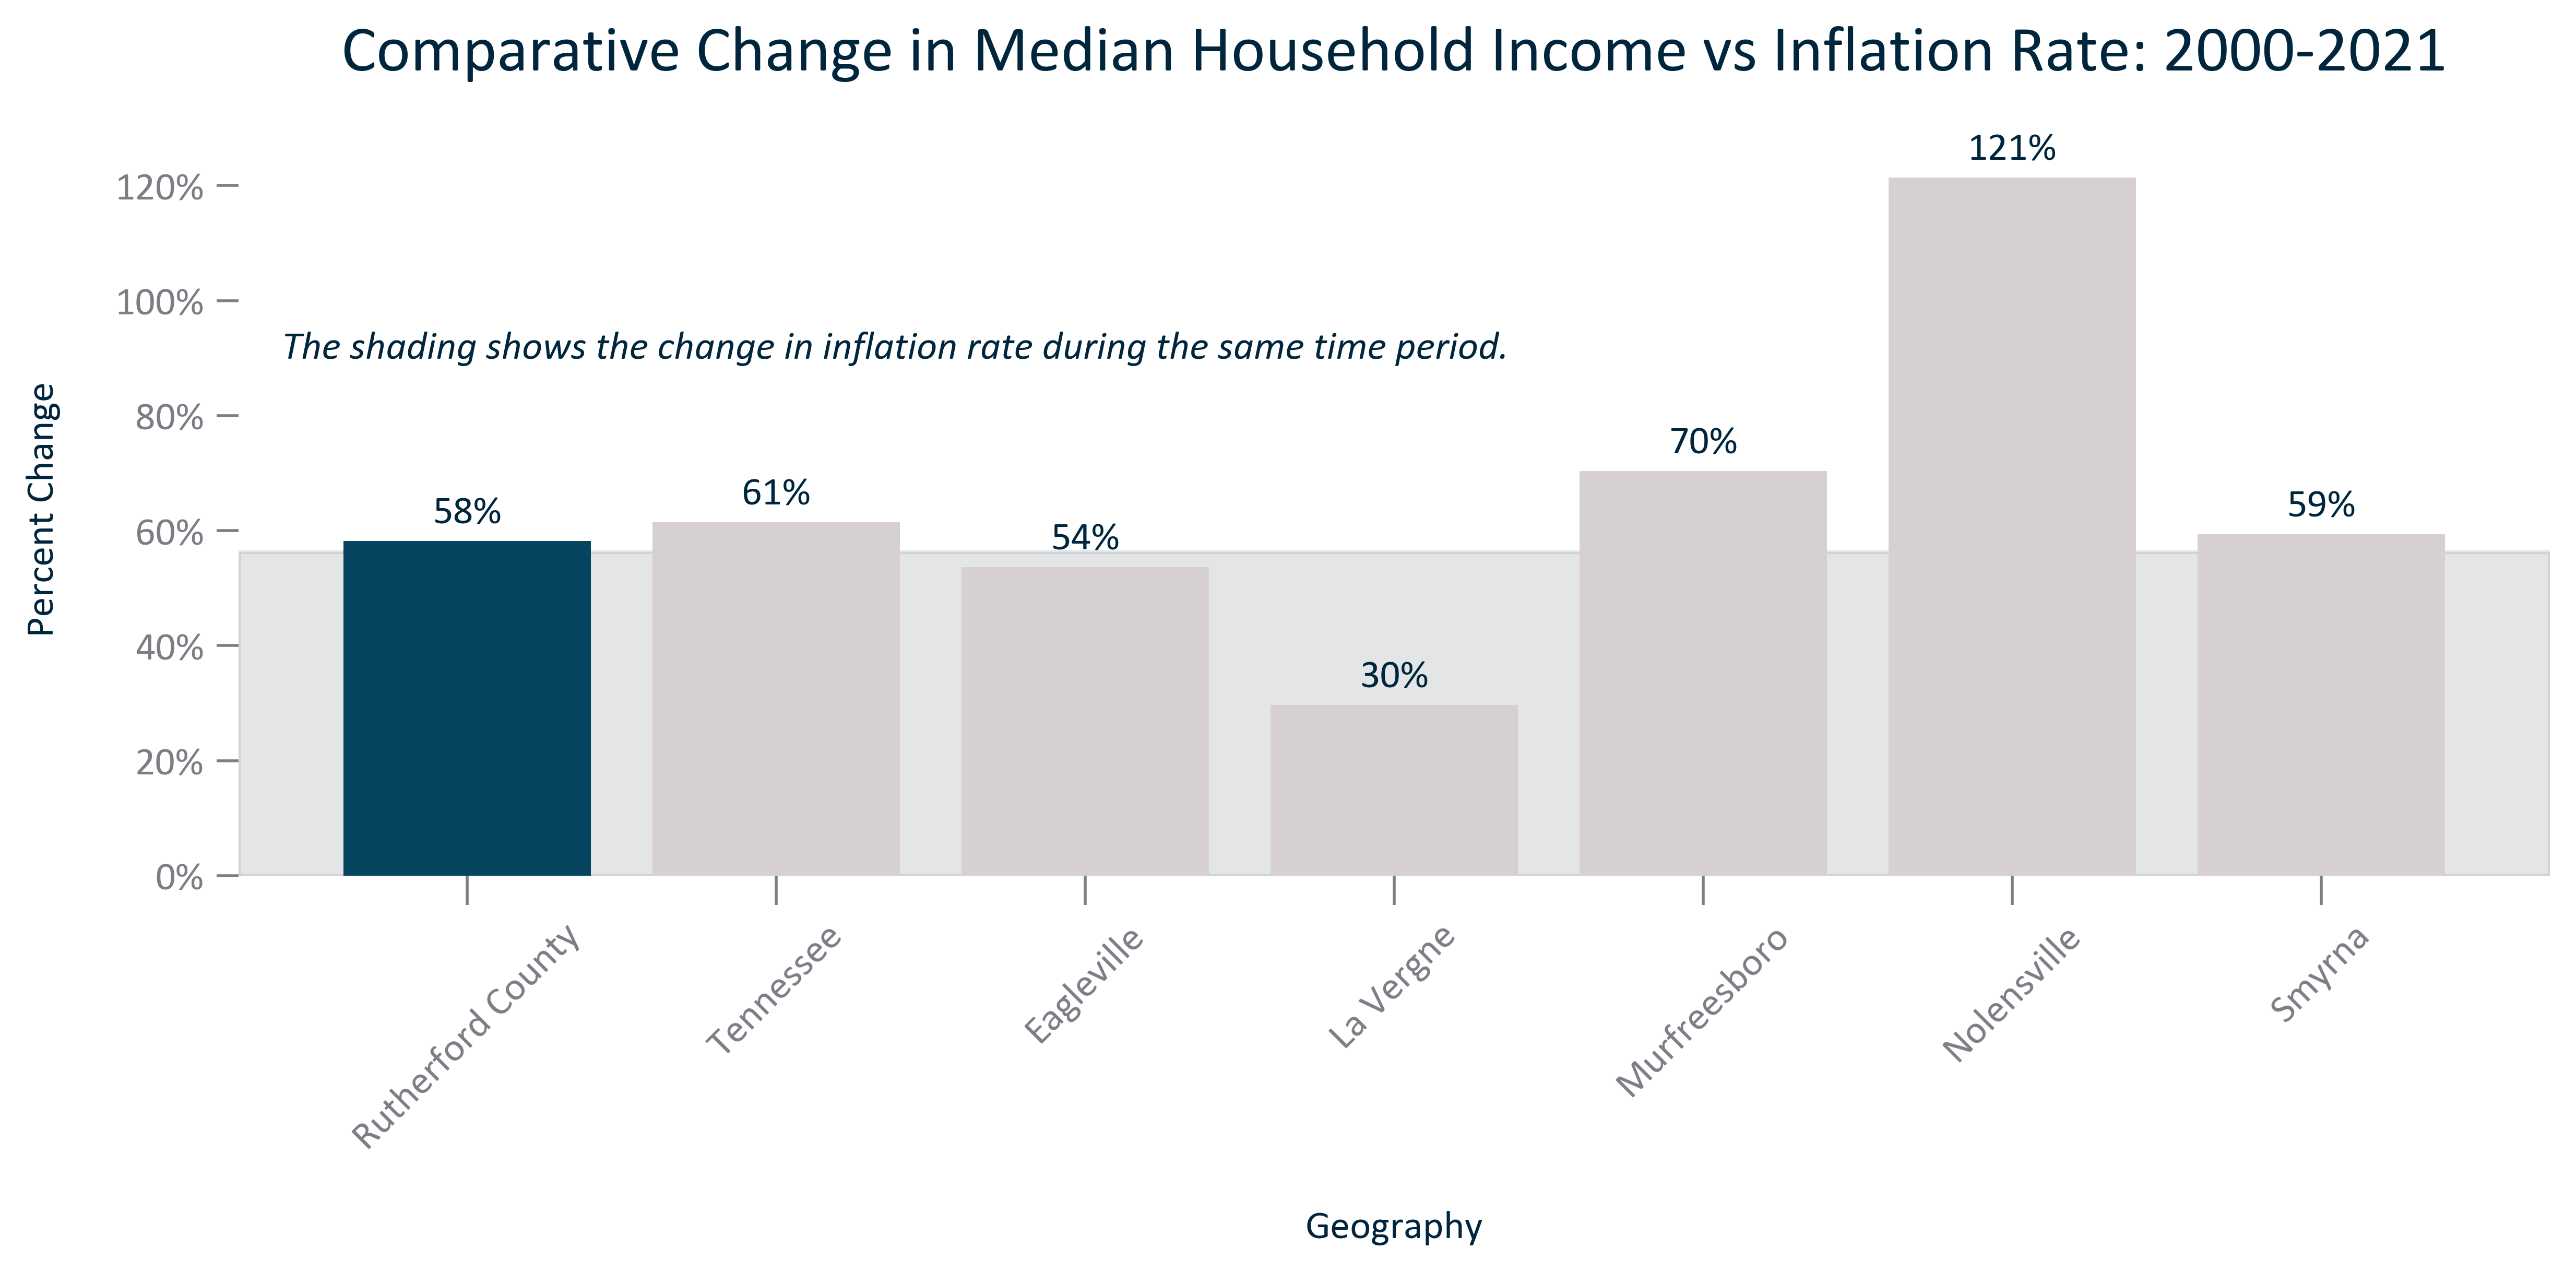 Comparative Change in Median Household Income vs Inflation Rate: 2000-2021
121%
120%
100%
The shading shows the change in inflation rate during the same time period.
80%
70%
61%
59%
58%
60%
54%
40%
30%
20%
0%
Percent Change
Rutherford County
Tennessee
Eagleville
La Vergne
Murfreesboro
Nolensville
Smyrna
Geography